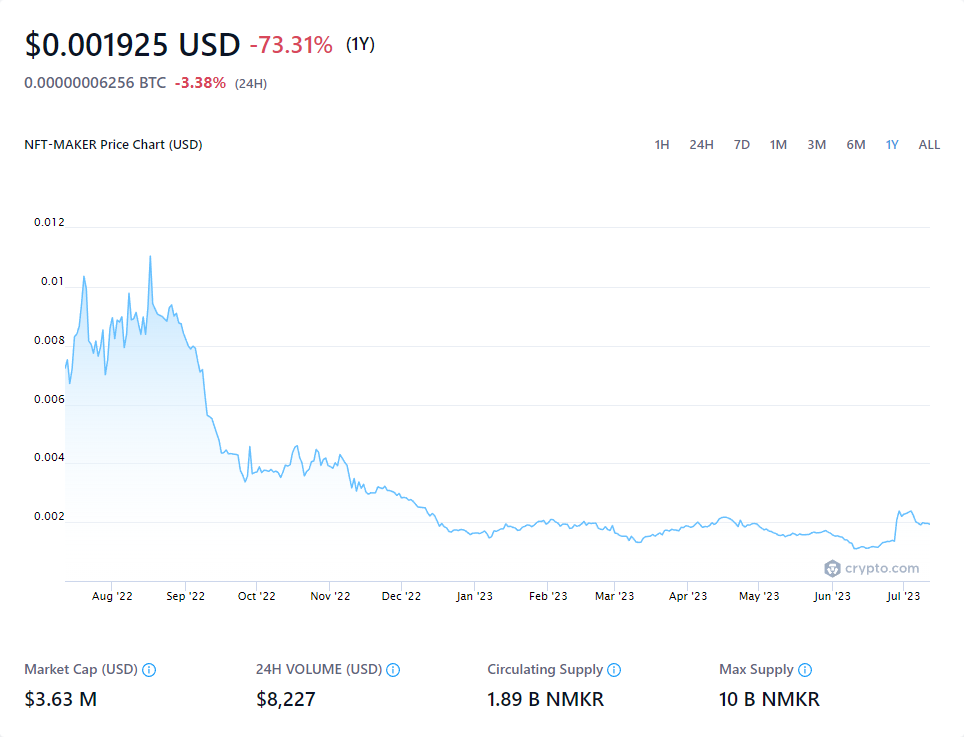 $0.001925 USD -73.31% (1Y)
0.00000006256 BTC -3.38% (24H)
NFT-MAKER Price Chart (USD) 1H 24H 7D 1M 3M 6M 1Y ALL
0.012
0.01
0.008
0.006
0.004
0.002
crypto.com
Aug '22 Sep '22 Oct '22 Nov '22 Dec '22 Jan '23 Feb '23 Mar '23 Apr '23 May '23 Jun '23 Jul '23
Market Cap (USD) 24H VOLUME (USD) Circulating Supply Max Supply
$3.63 M $8,227 1.89 B NMKR 10 B NMKR